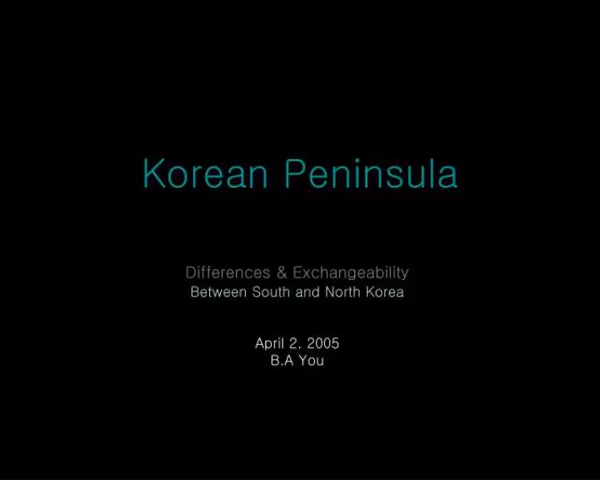 Korean Peninsula
Differences & Exchangeability
Between South and North Korea
April 2. 2005
B.A You